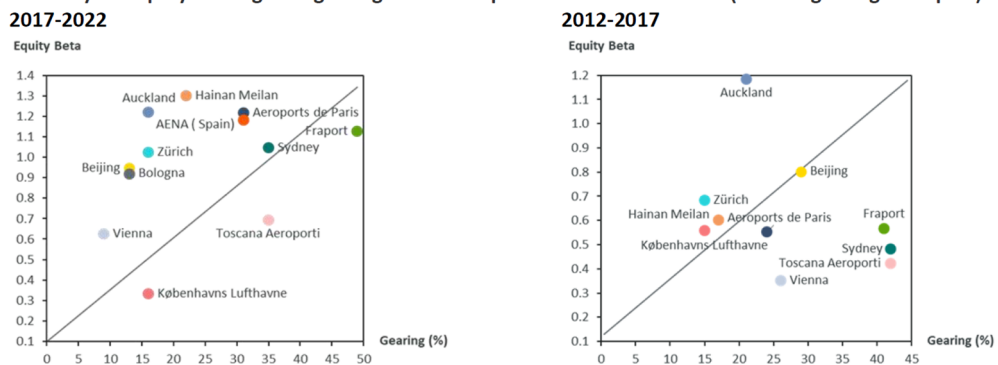 2017-2022
Equity Beta
1.4
1.3
1.2
1.1
1.0
0.9
0.8
0.7
0.6
0.5
0.4
0.3
0.2
0.1
Auckland
Hainan Meilan
Aeroports de Paris
AENA ( Spain)
Fraport
Sydney
Zürich
Beijing
Bologna
Vienna
Toscana Aeroporti
Københavns Lufthavne
Gearing (%)
0 5 10 15 20 25 30 35 40 45 50
2012-2017
Equity Beta
1.2
1.1
1.0
0.9
0.8
0.7
0.6
0.5
0.4
0.3
0.2
0.1
Auckland
Beijing
Zürich
Hainan Meilan
Aeroports de Paris
Fraport
Københavns Lufthavne
Sydney
Toscana Aeroporti
Vienna
Gearing (%)
0 5 10 15 21 25 30 34 40 45